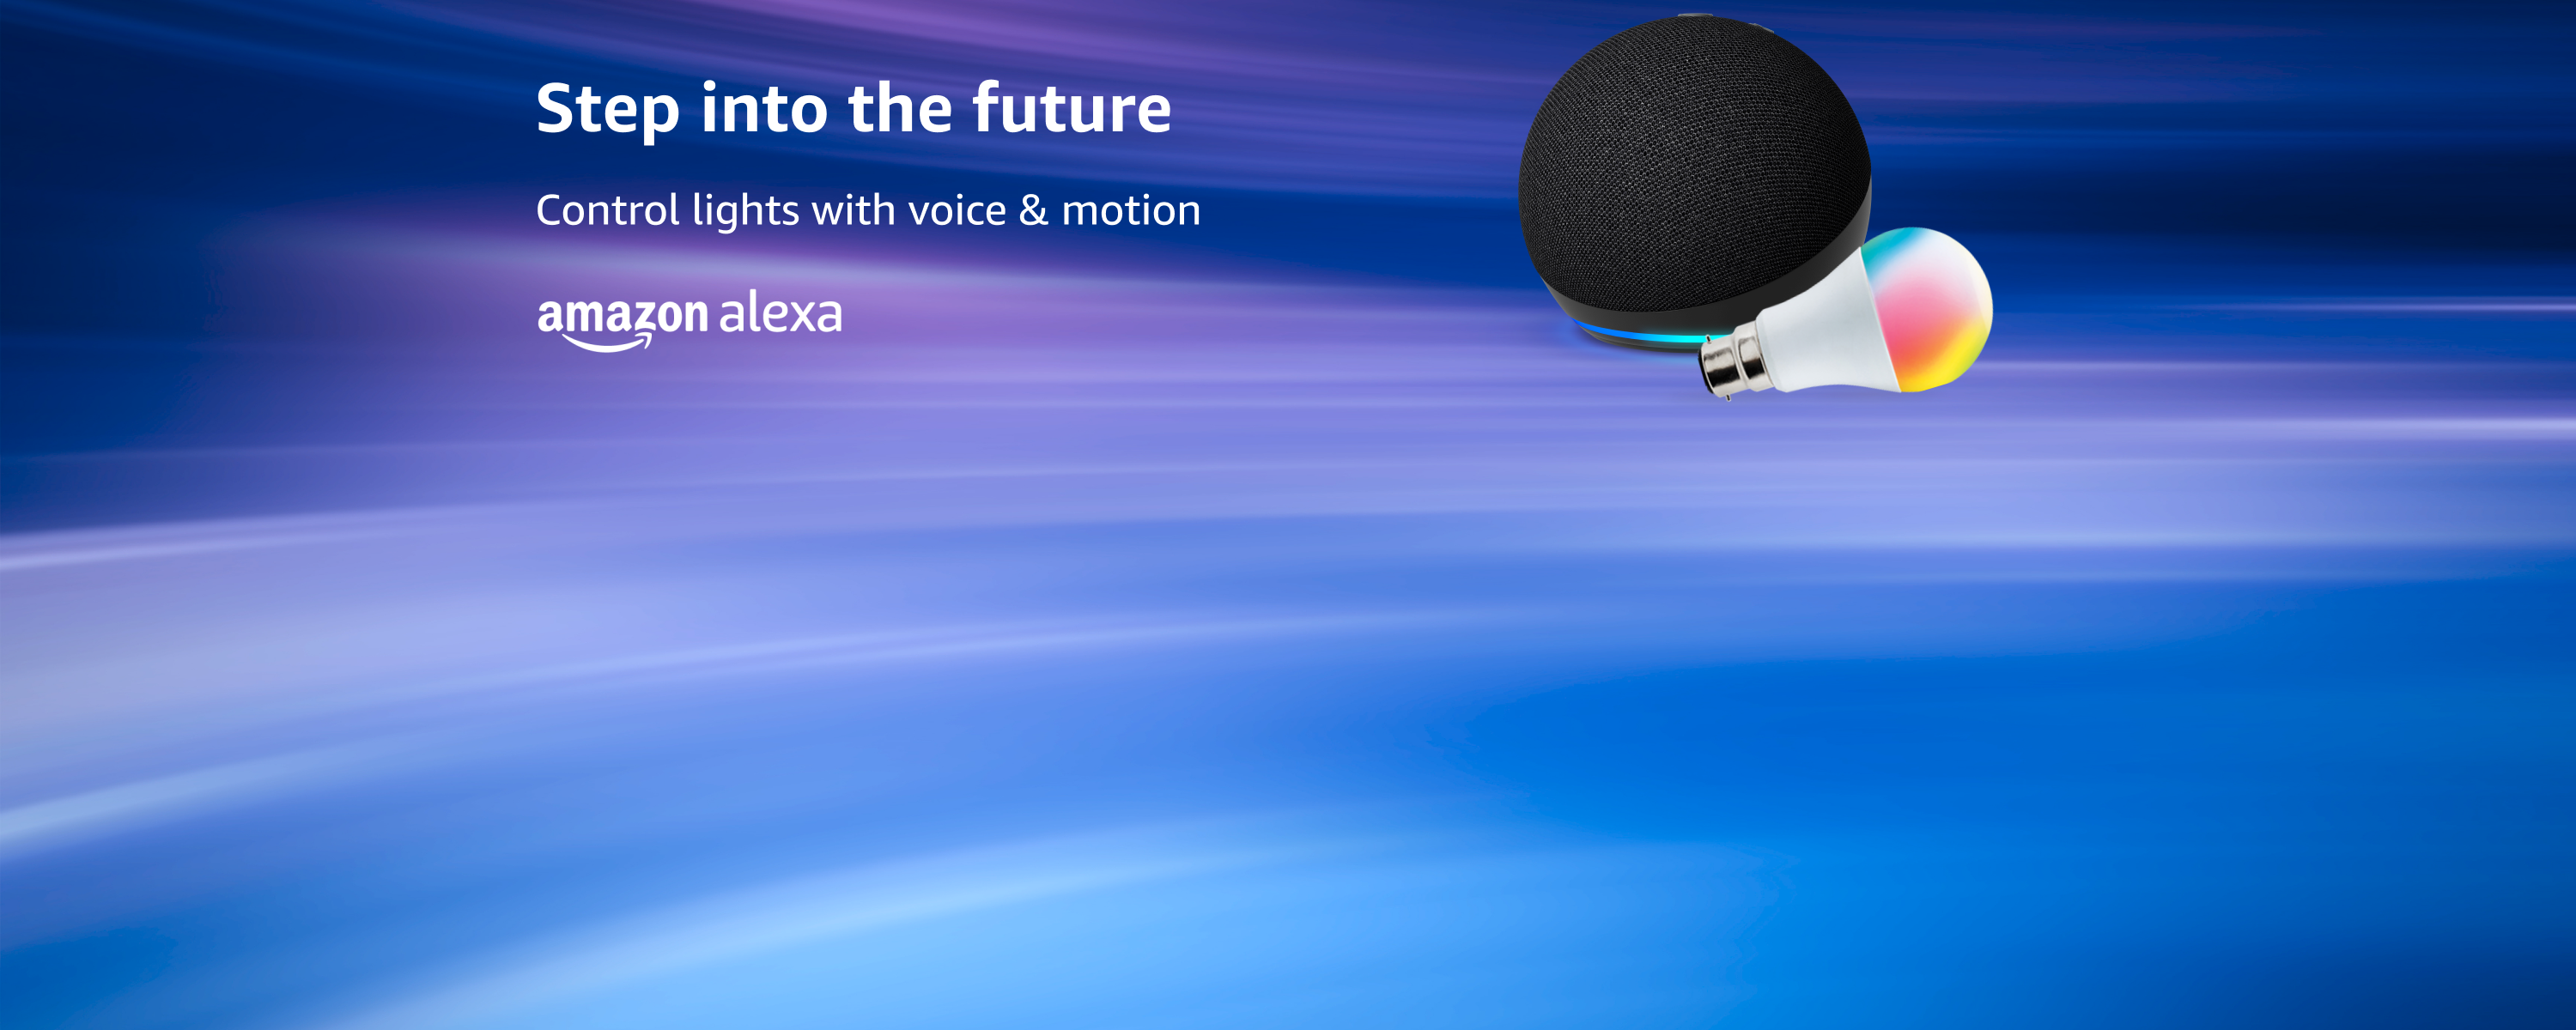 Step into the future
Control lights with voice & motion
amazon alexa